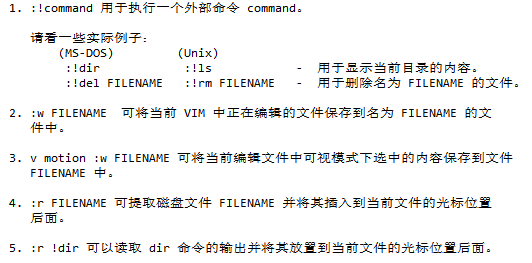 1. :!command 用于执行一个外部命令 command。
请看一些实际例子:
(MS-DOS) (Unix)
:!dir :!ls - 用于显示当前目录的内容。
:!del FILENAME :!rm FILENAME - 用于删除名为 FILENAME 的文件。
2. :w FILENAME 可将当前 VIM 中正在编辑的文件保存到名为 FILENAME 的文
件中。
3. v motion :w FILENAME 可将当前编辑文件中可视模式下选中的内容保存到文件
FILENAME 中。
4. :r FILENAME 可提取磁盘文件 FILENAME 并将其插入到当前文件的光标位置
后面。
5. :r !dir 可以读取 dir 命令的输出并将其放置到当前文件的光标位置后面。